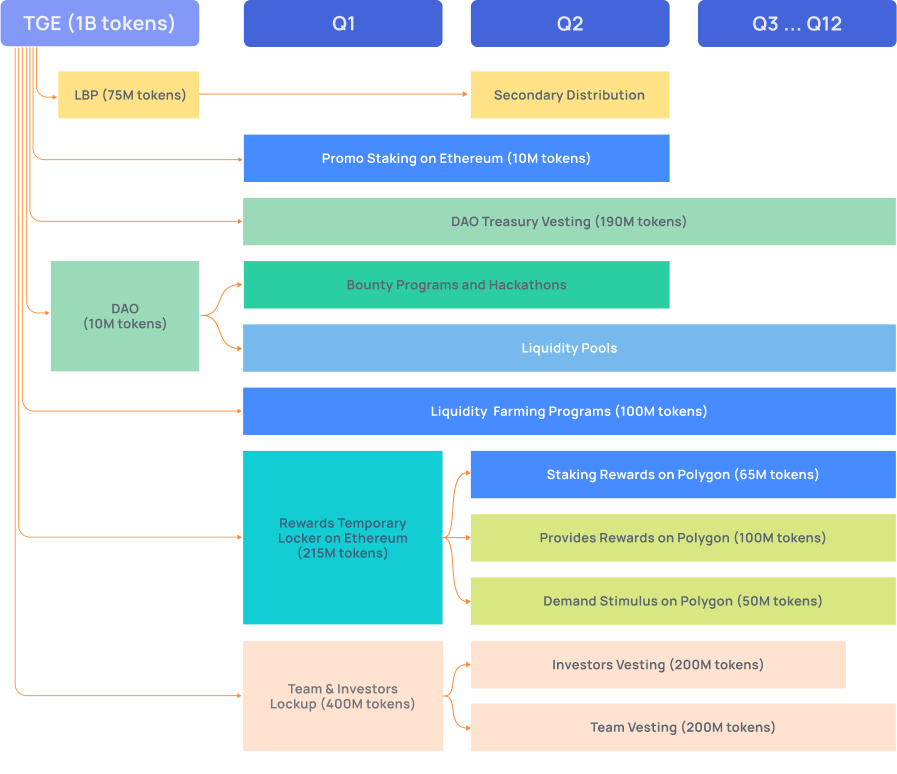 TGE (1B tokens)
Q1
Q2
Q3 ... Q12
LBP (75M tokens)
Secondary Distribution
Promo Staking on Ethereum (10M tokens)
DAO Treasury Vesting (190M tokens)
DAO
(10M tokens)
Bounty Programs and Hackathons
Liquidity Pools
Liquidity Farming Programs (100M tokens)
Rewards Temporary
Locker on Ethereum
(215M tokens)
Staking Rewards on Polygon (65M tokens)
Provides Rewards on Polygon (100M tokens)
Demand Stimulus on Polygon (50M tokens)
Team & Investors
Lockup (400M tokens)
Investors Vesting (200M tokens)
Team Vesting (200M tokens)